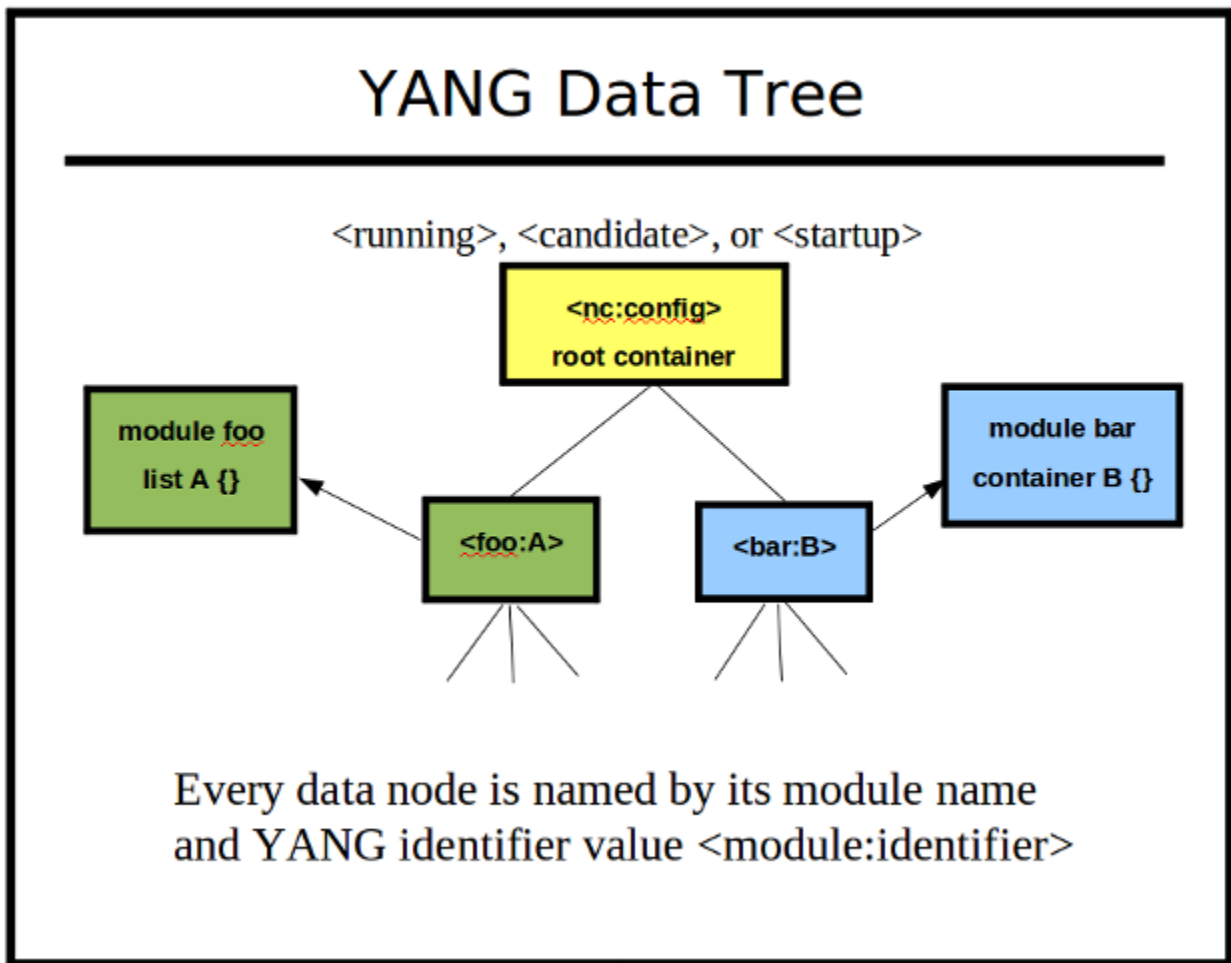 YANG Data Tree
<running>, <candidate>, or <startup>
<nc:config>
root container
module foo
list A {}
module bar
container B {}
<foo:A>
<bar:B>
Every data node is named by its module name
and YANG identifier value <module:identifier>